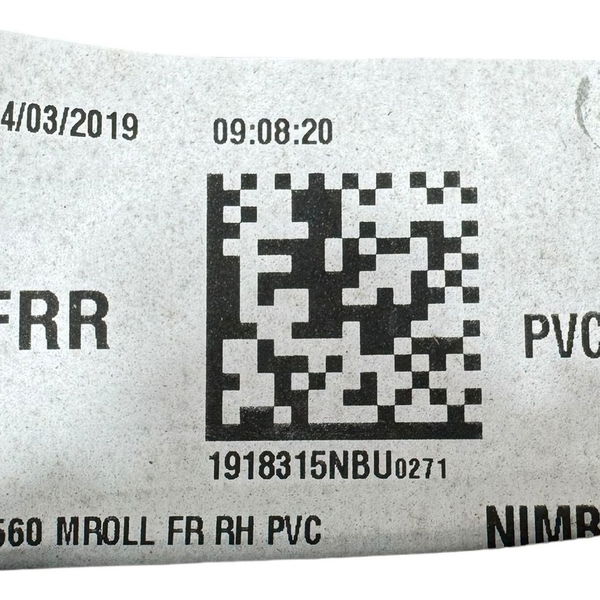 4/03/2019 09:08:20
FRR
PVC
1918315NBU0271
560 MROLL FR RH PVC NIMB